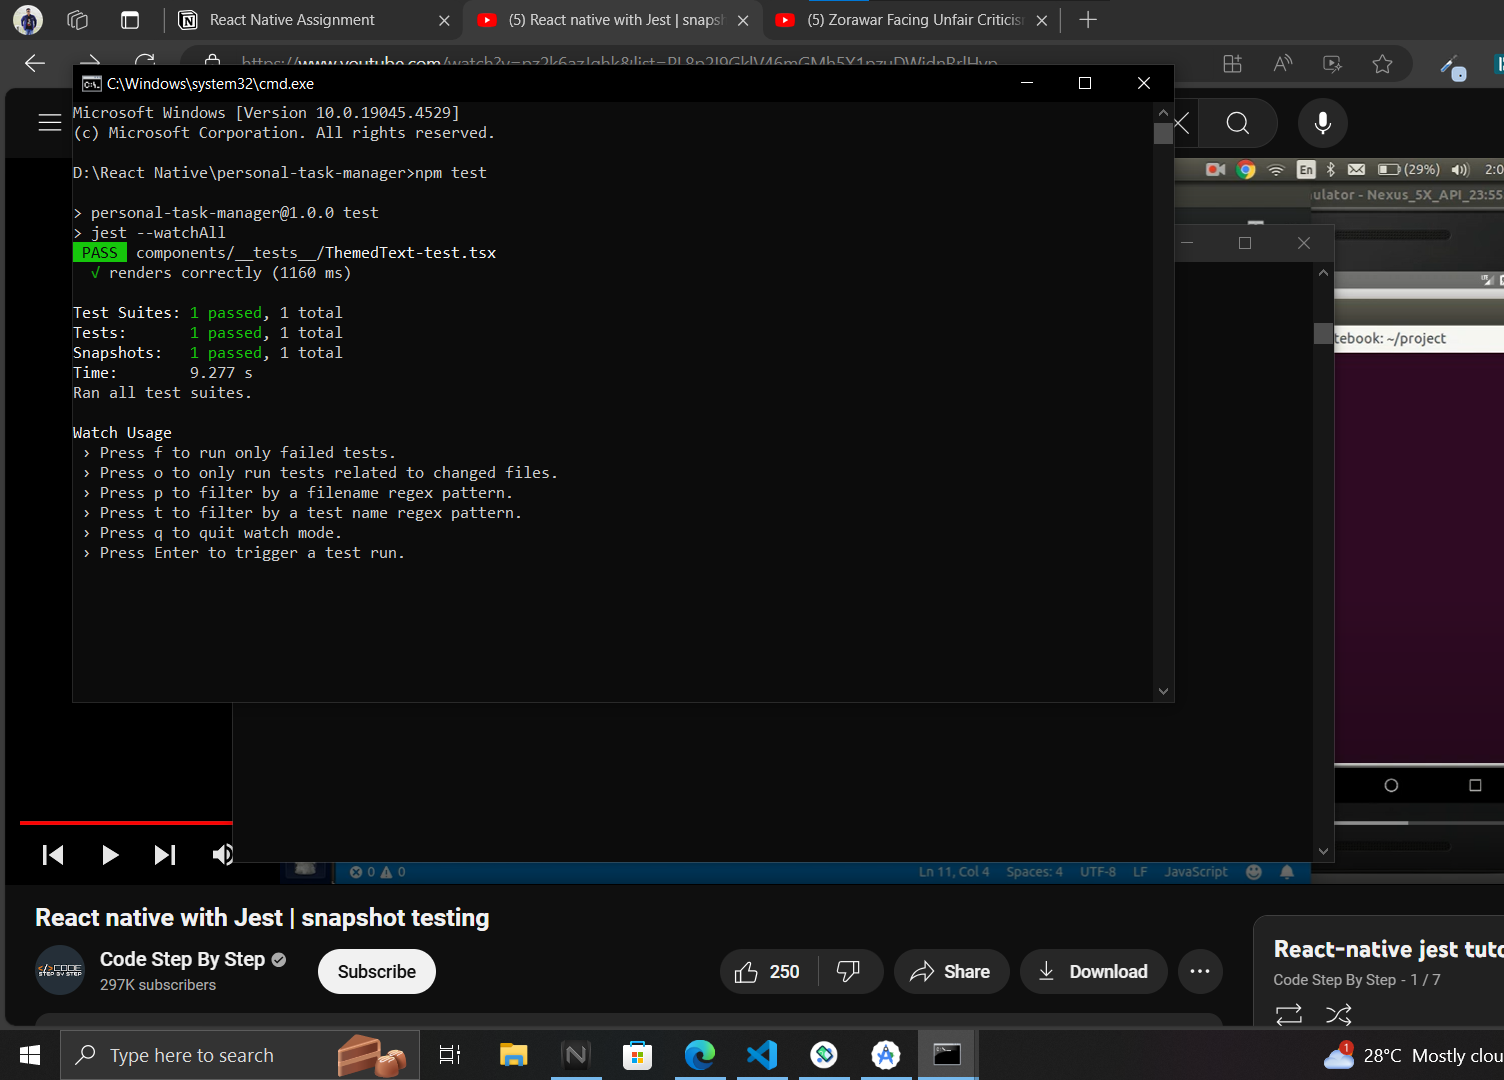 React Native Assignment
(5) React native with Jest | snaps
(5) Zorawar Facing Unfair Criticis
C:\Windows\system32\cmd.exe
Microsoft Windows [Version 10.0.19045.4529]
(c) Microsoft Corporation. All rights reserved.
D:\React Native\personal-task-manager>npm test
> personal-task-manager@1.0.0 test
> jest --watchAll
PASS components/__tests__/ThemedText-test.tsx
√ renders correctly (1160 ms)
Test Suites: 1 passed, 1 total
Tests: 1 passed, 1 total
Snapshots: 1 passed, 1 total
Time: 9.277 s
Ran all test suites.
Watch Usage
› Press f to run only failed tests.
› Press o to only run tests related to changed files.
› Press p to filter by a filename regex pattern.
› Press t to filter by a test name regex pattern.
› Press q to quit watch mode.
› Press Enter to trigger a test run.
En (29%) 2:0
ulator - Nexus_5X_API_23:55
tebook: ~/project
0 0 Ln 11, Col 4 Spaces: 4 UTF-8 LF JavaScript
React native with Jest | snapshot testing
Code Step By Step
297K subscribers
Subscribe
250
Share
Download
React-native jest tuto
Code Step By Step - 1 / 7
</CODE
STEP BY STEP
Type here to search
1
28°C Mostly clou